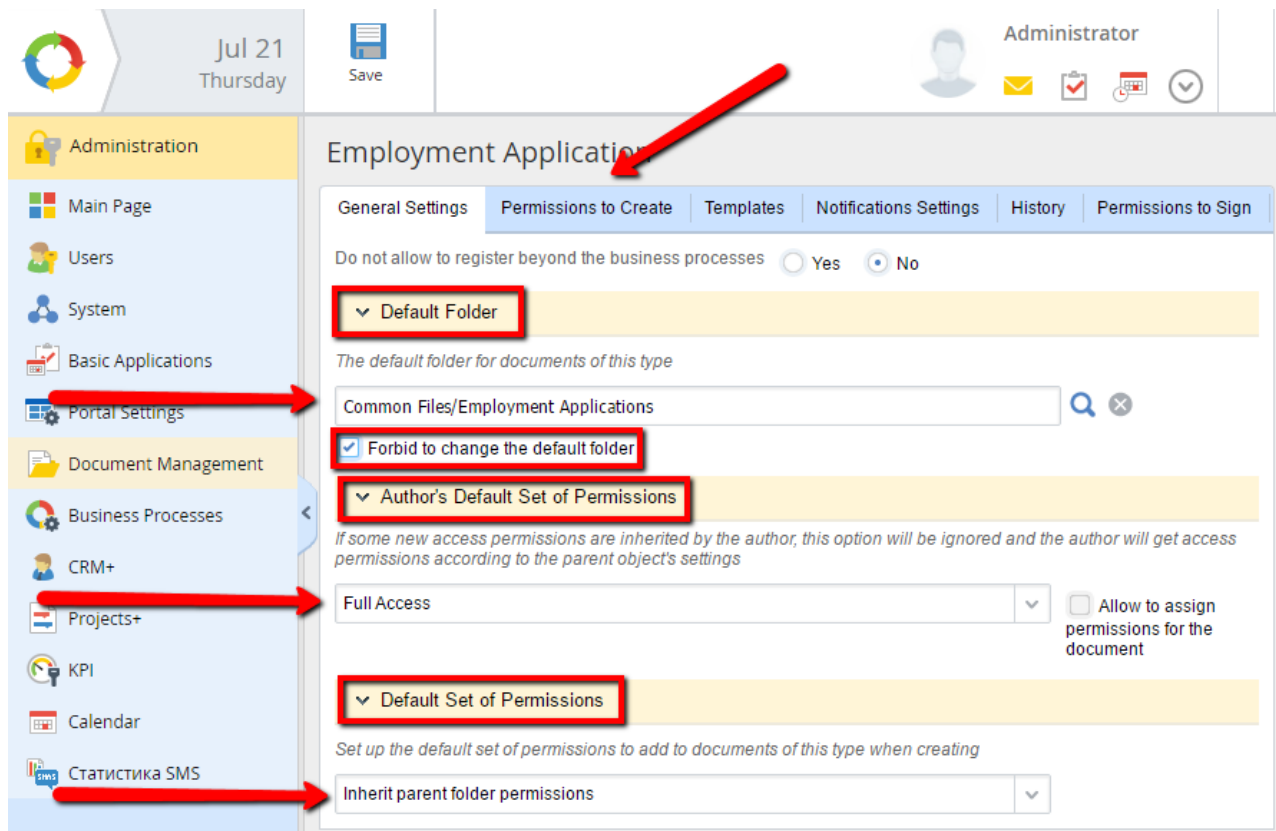 Jul 21
Thursday
Save
Administrator
Administration
Main Page
Users
System
Basic Applications
Portal Settings
Document Management
Business Processes
CRM+
Projects+
KPI
Calendar
Статистика SMS
Employment Application
General Settings
Permissions to Create
Templates
Notifications Settings
History
Permissions to Sign
Do not allow to register beyond the business processes Yes No
Default Folder
The default folder for documents of this type
Common Files/Employment Applications
Forbid to change the default folder
Author's Default Set of Permissions
If some new access permissions are inherited by the author, this option will be ignored and the author will get access
permissions according to the parent object's settings
Full Access
Allow to assign
permissions for the
document
Default Set of Permissions
Set up the default set of permissions to add to documents of this type when creating
Inherit parent folder permissions